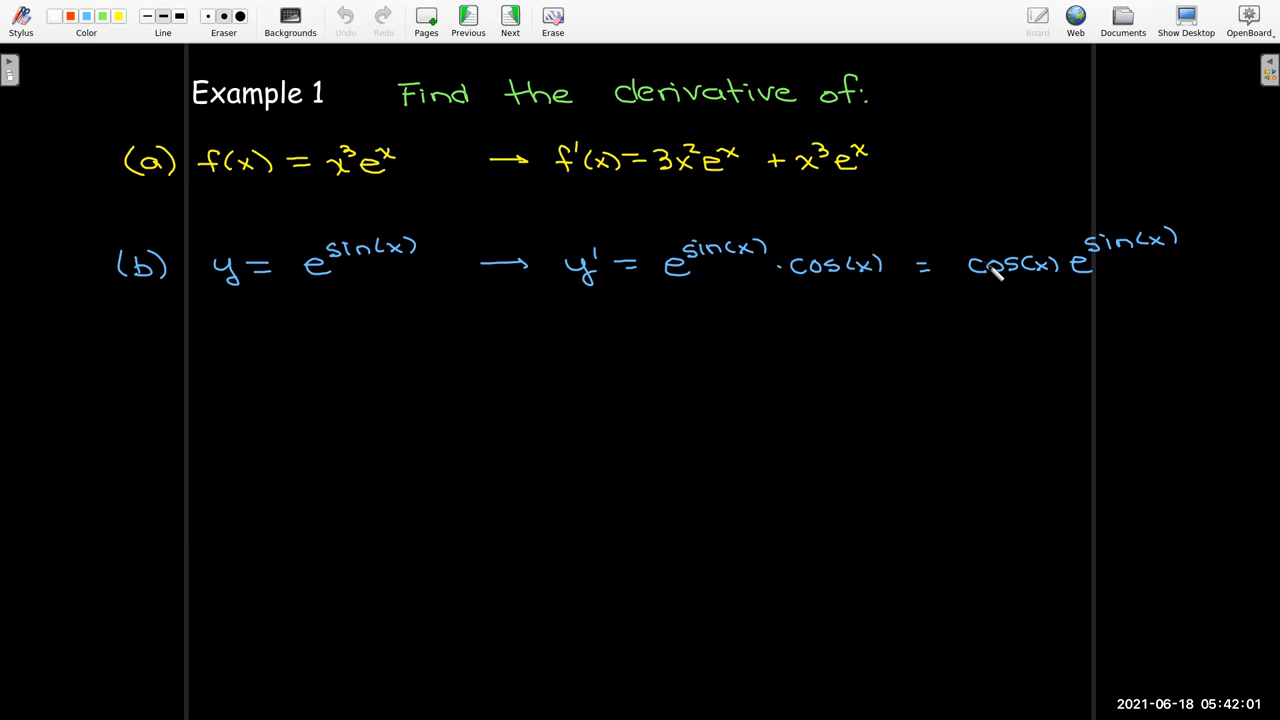 Stylus Color Line Eraser Backgrounds Undo Redo Pages Previous Next Erase Board Web Documents Show Desktop OpenBoard
Example 1 Find the derivative of:
(a) f(x) = x³eˣ → f'(x) = 3x²eˣ + x³eˣ
(b) y = e^sin(x) → y' = e^sin(x) · cos(x) = cos(x) e^sin(x)
2021-06-18 05:42:01